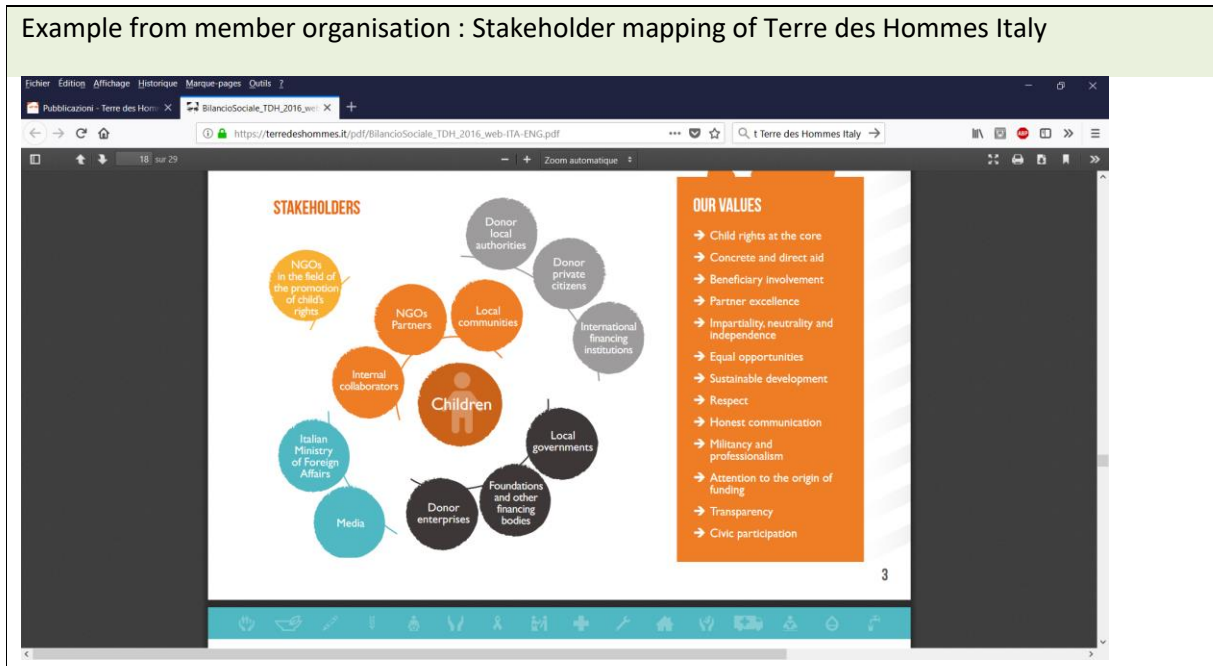 Example from member organisation : Stakeholder mapping of Terre des Hommes Italy
Fichier Édition Affichage Historique Marque-pages Outils ?
Pubblicazioni - Terre des Hom
BilancioSociale_TDH_2016_web
https://terredeshommes.it/pdf/BilancioSociale_TDH_2016_web-ITA-ENG.pdf
t Terre des Hommes Italy
18 sur 29
Zoom automatique
STAKEHOLDERS
NGOs
in the field of
the promotion
of child's
rights
NGOs
Partners
Local
communities
Internal
collaborators
Children
Donor
local
authorities
Donor
private
citizens
International
financing
institutions
Italian
Ministry
of Foreign
Affairs
Media
Donor
enterprises
Foundations
and other
financing
bodies
Local
governments
OUR VALUES
→ Child rights at the core
→ Concrete and direct aid
→ Beneficiary involvement
→ Partner excellence
→ Impartiality, neutrality and
independence
→ Equal opportunities
→ Sustainable development
→ Respect
→ Honest communication
→ Militancy and
professionalism
→ Attention to the origin of
funding
→ Transparency
→ Civic participation
3